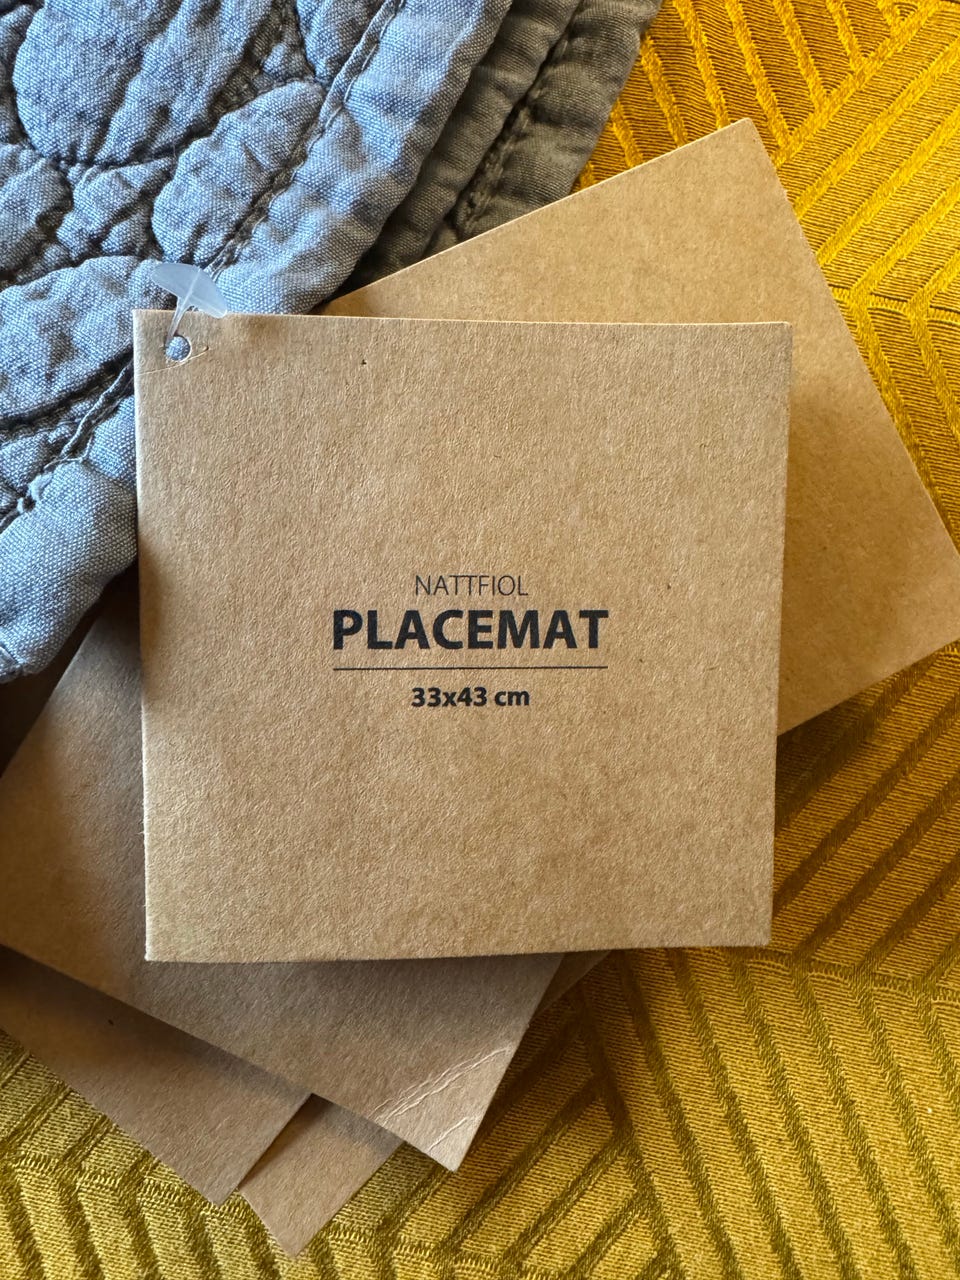 NATTFIOL
PLACEMAT
33x43 cm